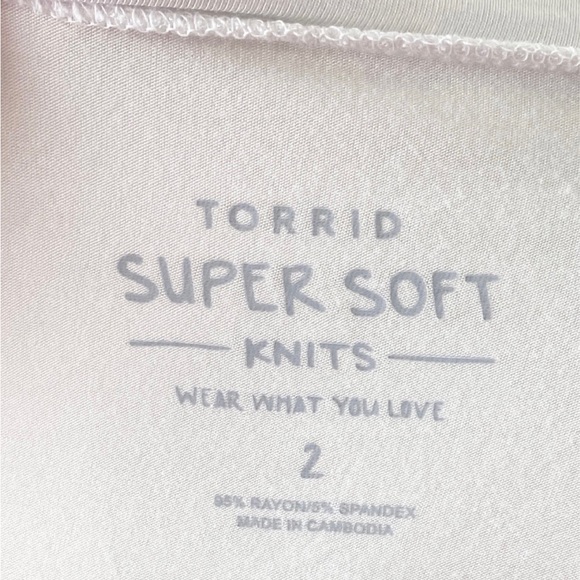 TORRID
SUPER SOFT
KNITS
WEAR WHAT YOU LOVE
2
95% RAYON/5% SPANDEX
MADE IN CAMBODIA